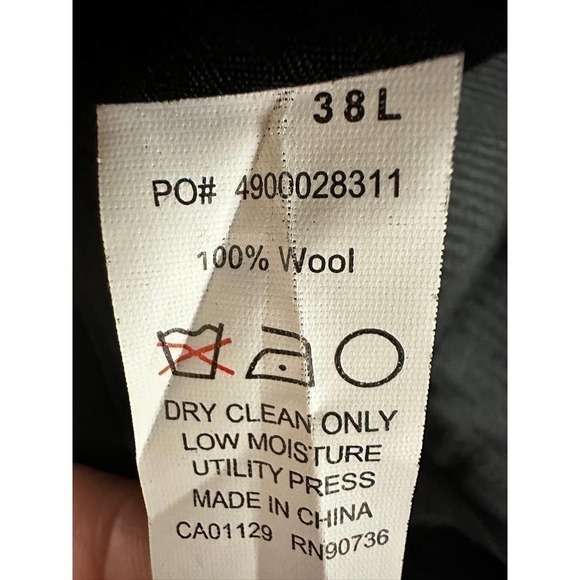 38L
PO# 4900028311
100% Wool
DRY CLEAN ONLY
LOW MOISTURE
UTILITY PRESS
MADE IN CHINA
CA01129 RN90736